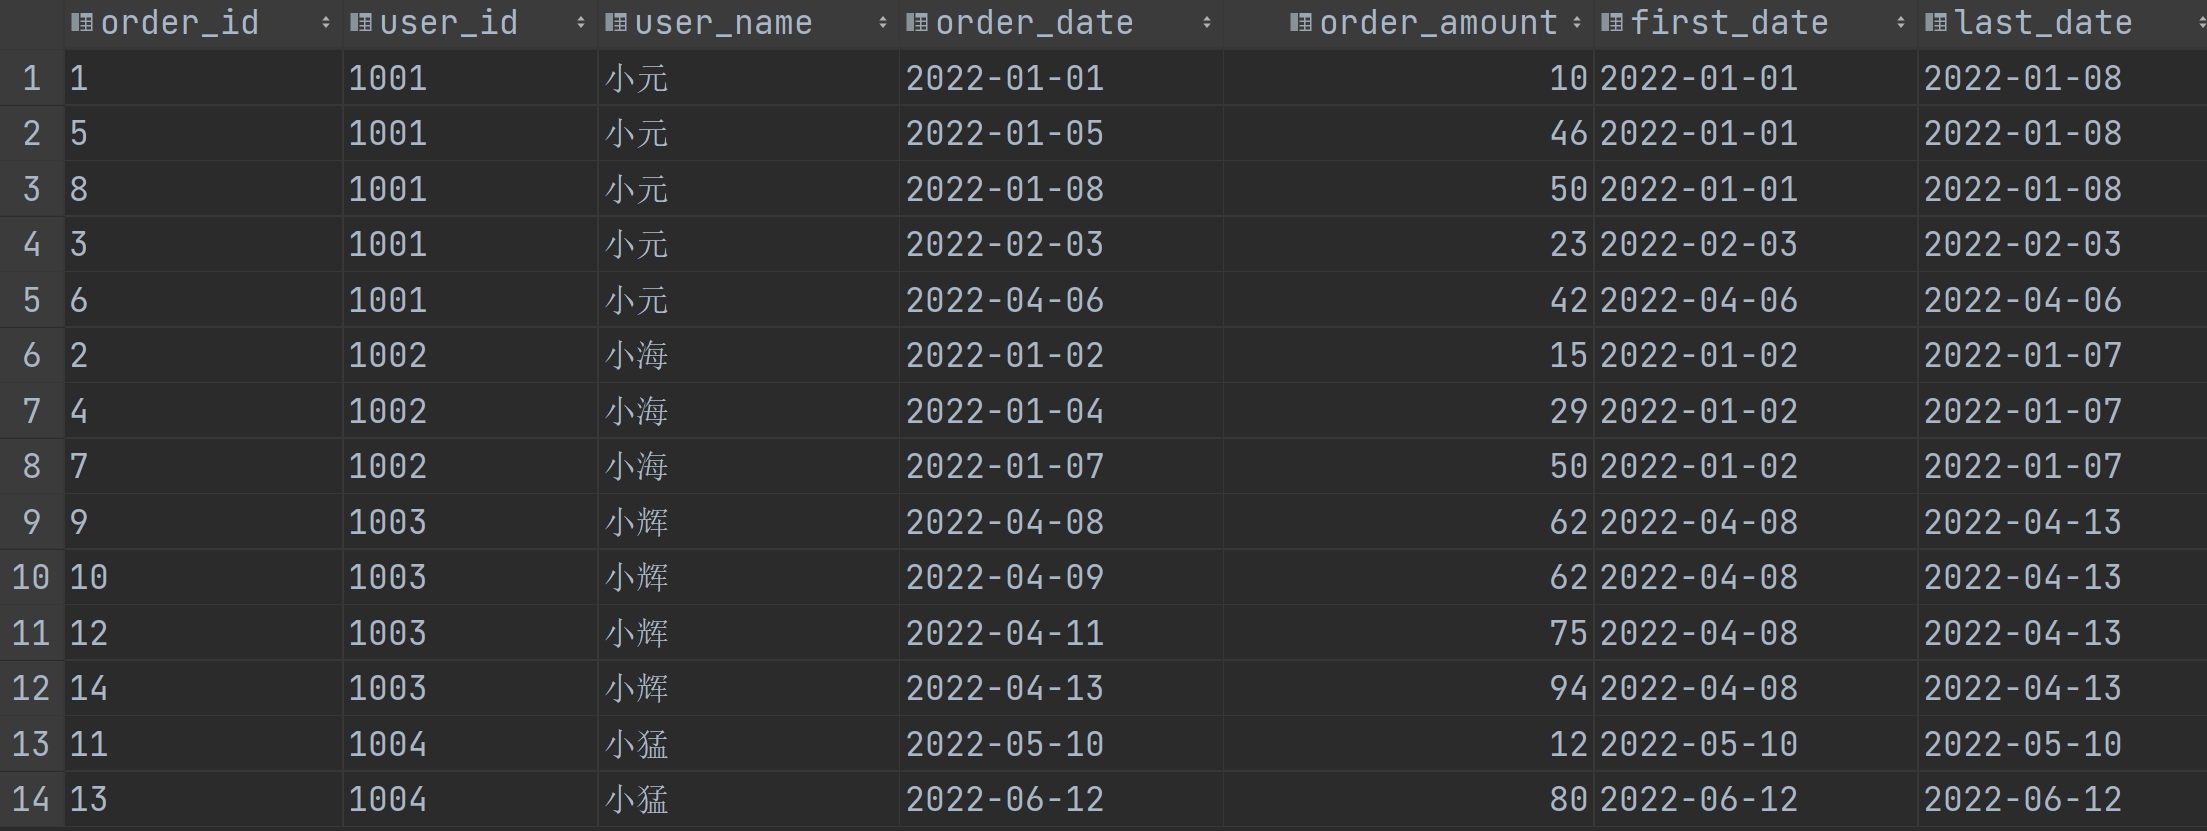 order_id user_id user_name order_date order_amount first_date last_date
1 1 1001 小元 2022-01-01 10 2022-01-01 2022-01-08
2 5 1001 小元 2022-01-05 46 2022-01-01 2022-01-08
3 8 1001 小元 2022-01-08 50 2022-01-01 2022-01-08
4 3 1001 小元 2022-02-03 23 2022-02-03 2022-02-03
5 6 1001 小元 2022-04-06 42 2022-04-06 2022-04-06
6 2 1002 小海 2022-01-02 15 2022-01-02 2022-01-07
7 4 1002 小海 2022-01-04 29 2022-01-02 2022-01-07
8 7 1002 小海 2022-01-07 50 2022-01-02 2022-01-07
9 9 1003 小辉 2022-04-08 62 2022-04-08 2022-04-13
10 10 1003 小辉 2022-04-09 62 2022-04-08 2022-04-13
11 12 1003 小辉 2022-04-11 75 2022-04-08 2022-04-13
12 14 1003 小辉 2022-04-13 94 2022-04-08 2022-04-13
13 11 1004 小猛 2022-05-10 12 2022-05-10 2022-05-10
14 13 1004 小猛 2022-06-12 80 2022-06-12 2022-06-12